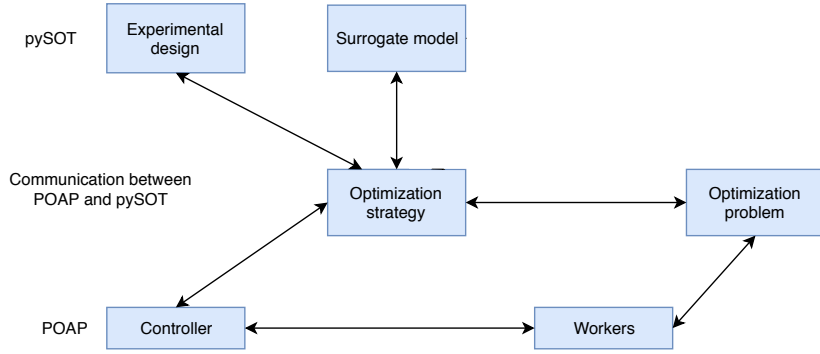 pySOT
Experimental
design
Surrogate model
Communication between
POAP and pySOT
Optimization
strategy
Optimization
problem
POAP
Controller
Workers